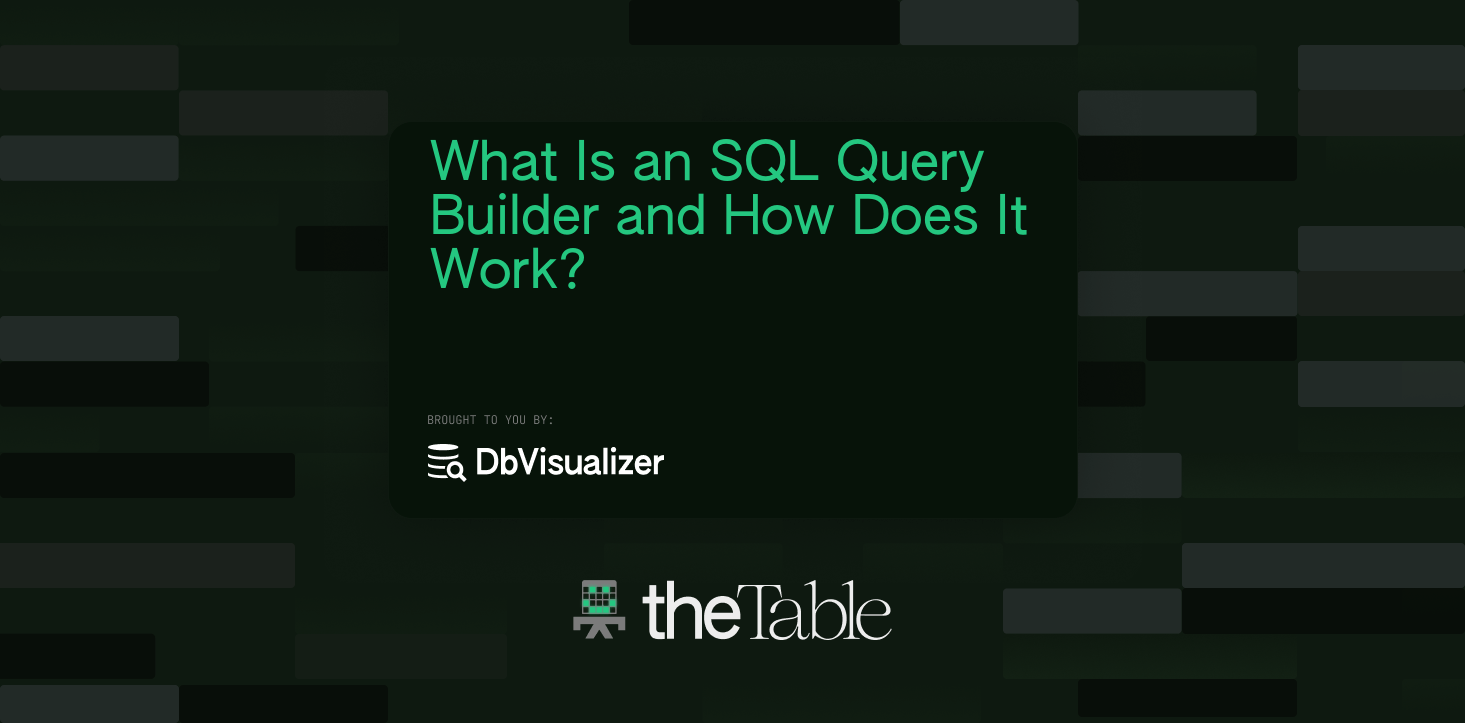 What Is an SQL Query
Builder and How Does It
Work?
BROUGHT TO YOU BY:
DbVisualizer
theTable